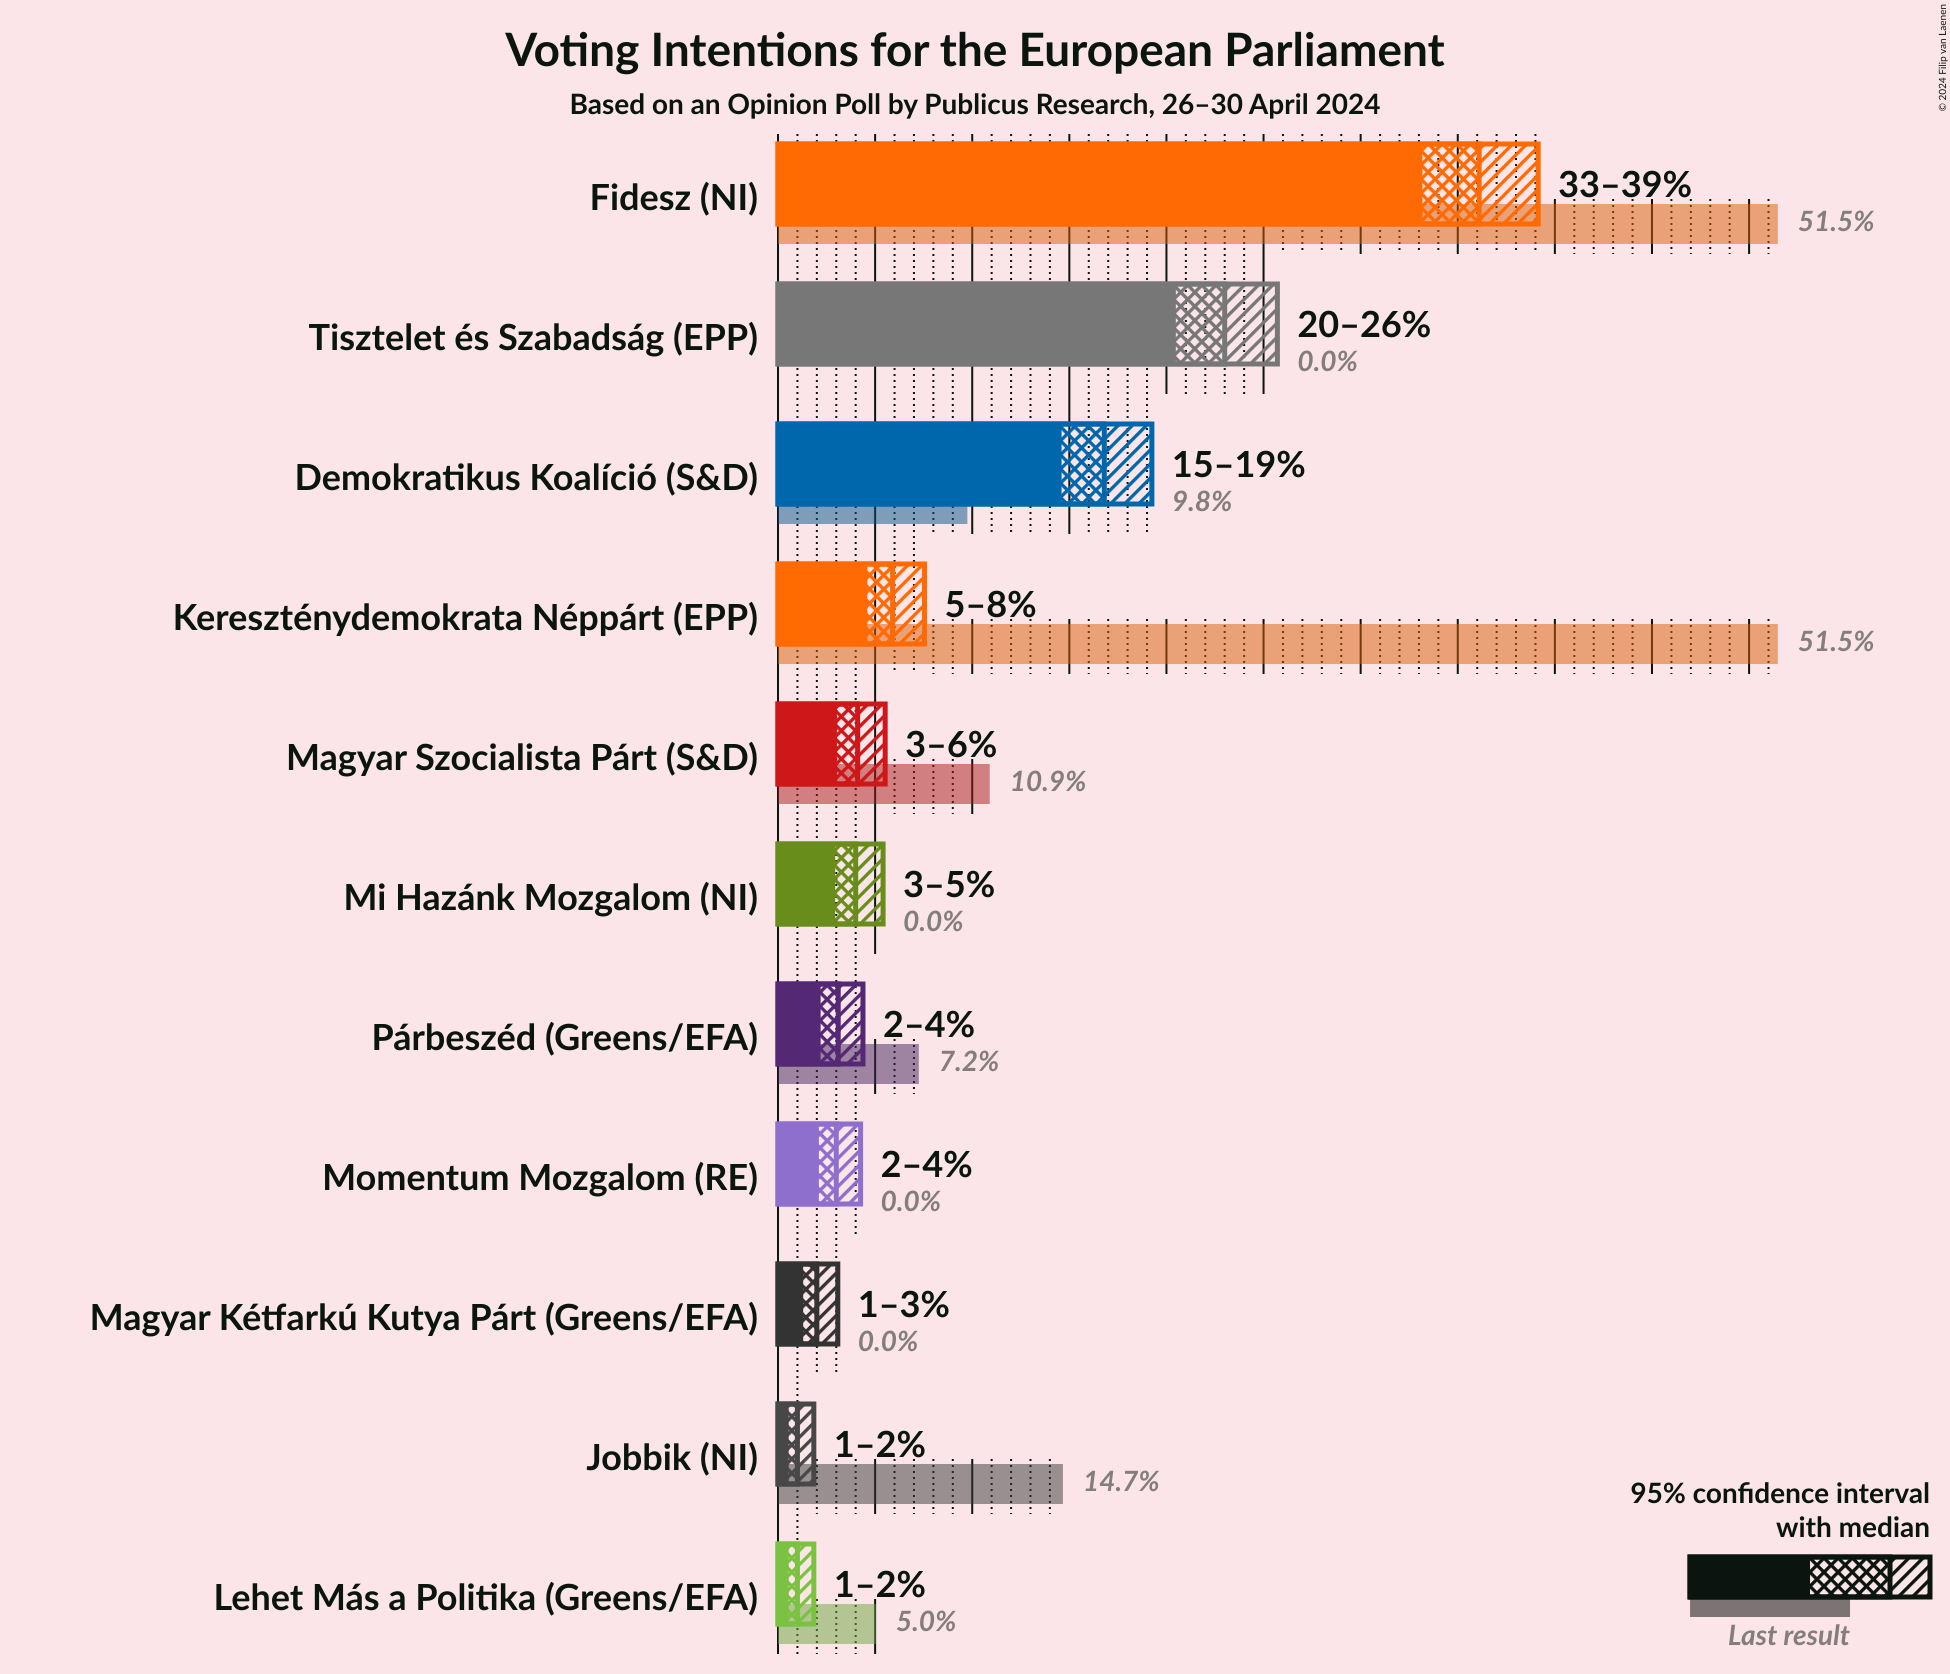 © 2024 Filip van Laenen
Voting Intentions for the European Parliament
Based on an Opinion Poll by Publicus Research, 26–30 April 2024
Fidesz (NI)
33–39%
51.5%
Tisztelet és Szabadság (EPP)
20–26%
0.0%
Demokratikus Koalíció (S&D)
15–19%
9.8%
Kereszténydemokrata Néppárt (EPP)
5–8%
51.5%
Magyar Szocialista Párt (S&D)
3–6%
10.9%
Mi Hazánk Mozgalom (NI)
3–5%
0.0%
Párbeszéd (Greens/EFA)
2–4%
7.2%
Momentum Mozgalom (RE)
2–4%
0.0%
Magyar Kétfarkú Kutya Párt (Greens/EFA)
1–3%
0.0%
Jobbik (NI)
1–2%
14.7%
Lehet Más a Politika (Greens/EFA)
1–2%
5.0%
95% confidence interval
with median
Last result